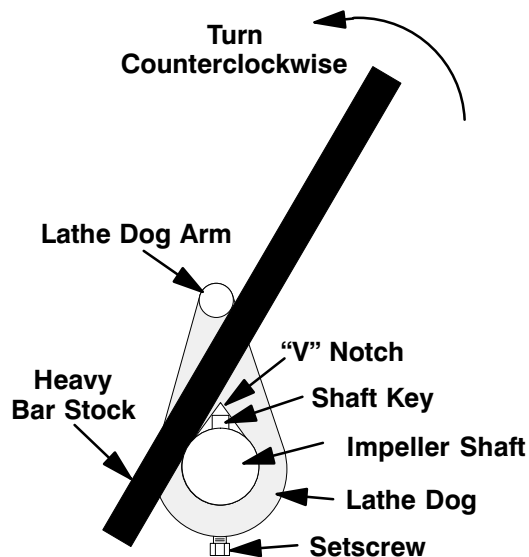 Turn
Counterclockwise
Lathe Dog Arm
“V” Notch
Heavy
Bar Stock
Shaft Key
Impeller Shaft
Lathe Dog
Setscrew